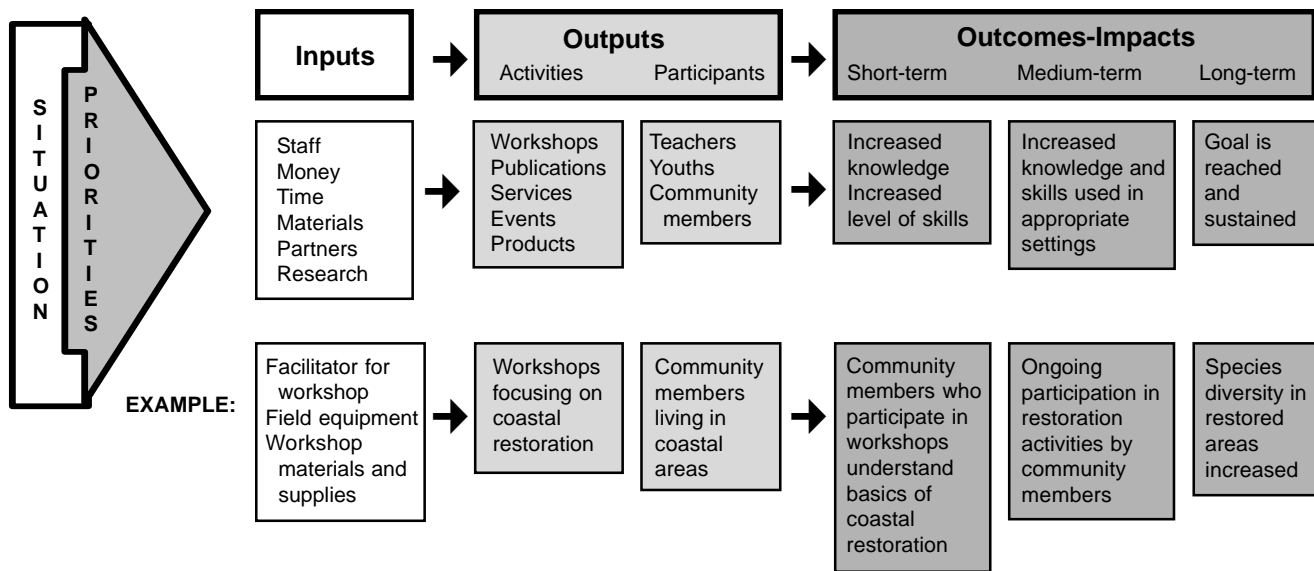 SITUATION
PRIORITIES
Inputs
Outputs
Activities
Participants
Outcomes-Impacts
Short-term
Medium-term
Long-term
Staff
Money
Time
Materials
Partners
Research
Workshops
Publications
Services
Events
Products
Teachers
Youths
Community
members
Increased
knowledge
Increased
level of skills
Increased
knowledge and
skills used in
appropriate
settings
Goal is
reached
and
sustained
EXAMPLE:
Facilitator for
workshop
Field equipment
Workshop
materials and
supplies
Workshops
focusing on
coastal
restoration
Community
members
living in
coastal
areas
Community
members who
participate in
workshops
understand
basics of
coastal
restoration
Ongoing
participation in
restoration
activities by
community
members
Species
diversity in
restored
areas
increased